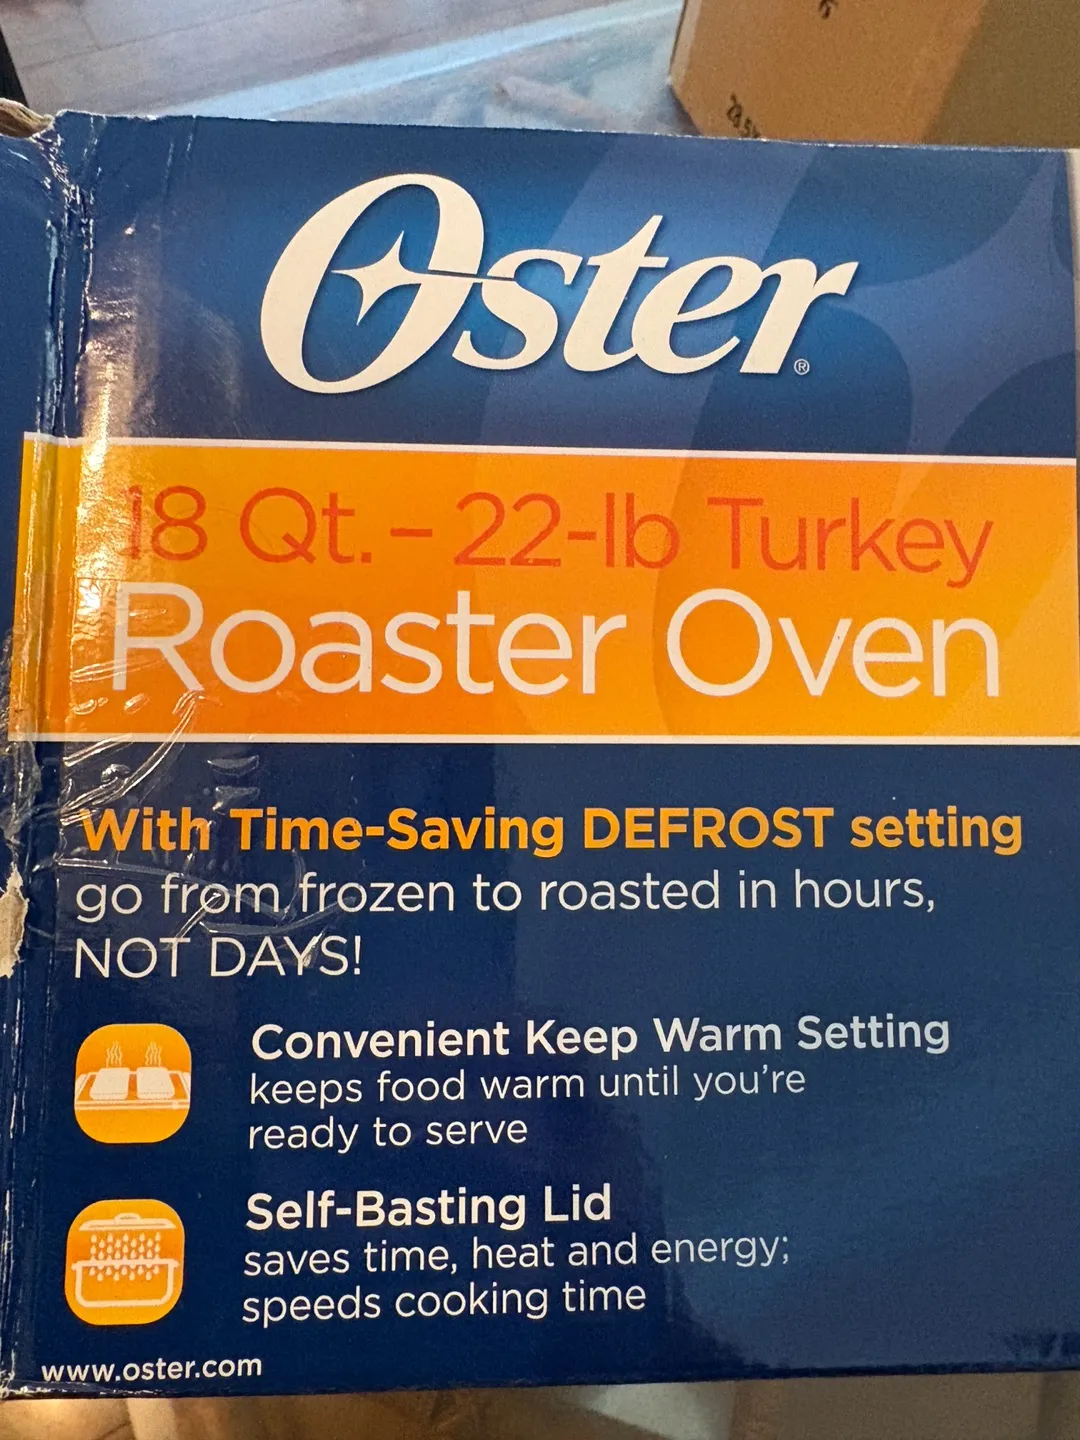 Oster®
18 Qt. – 22-lb Turkey
Roaster Oven
With Time-Saving DEFROST setting
go from frozen to roasted in hours,
NOT DAYS!
Convenient Keep Warm Setting
keeps food warm until you're
ready to serve
Self-Basting Lid
saves time, heat and energy;
speeds cooking time
www.oster.com